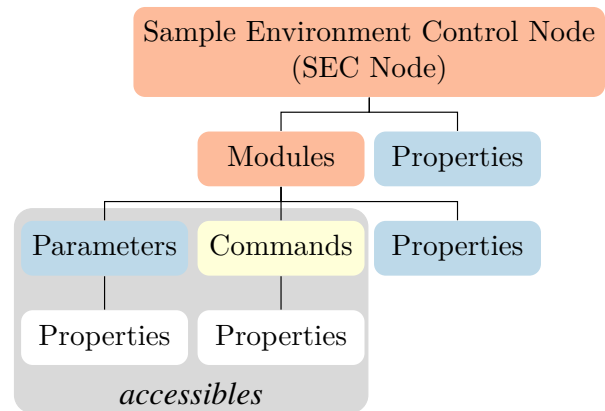 Sample Environment Control Node
(SEC Node)
Modules
Properties
Parameters
Commands
Properties
Properties
Properties
accessibles